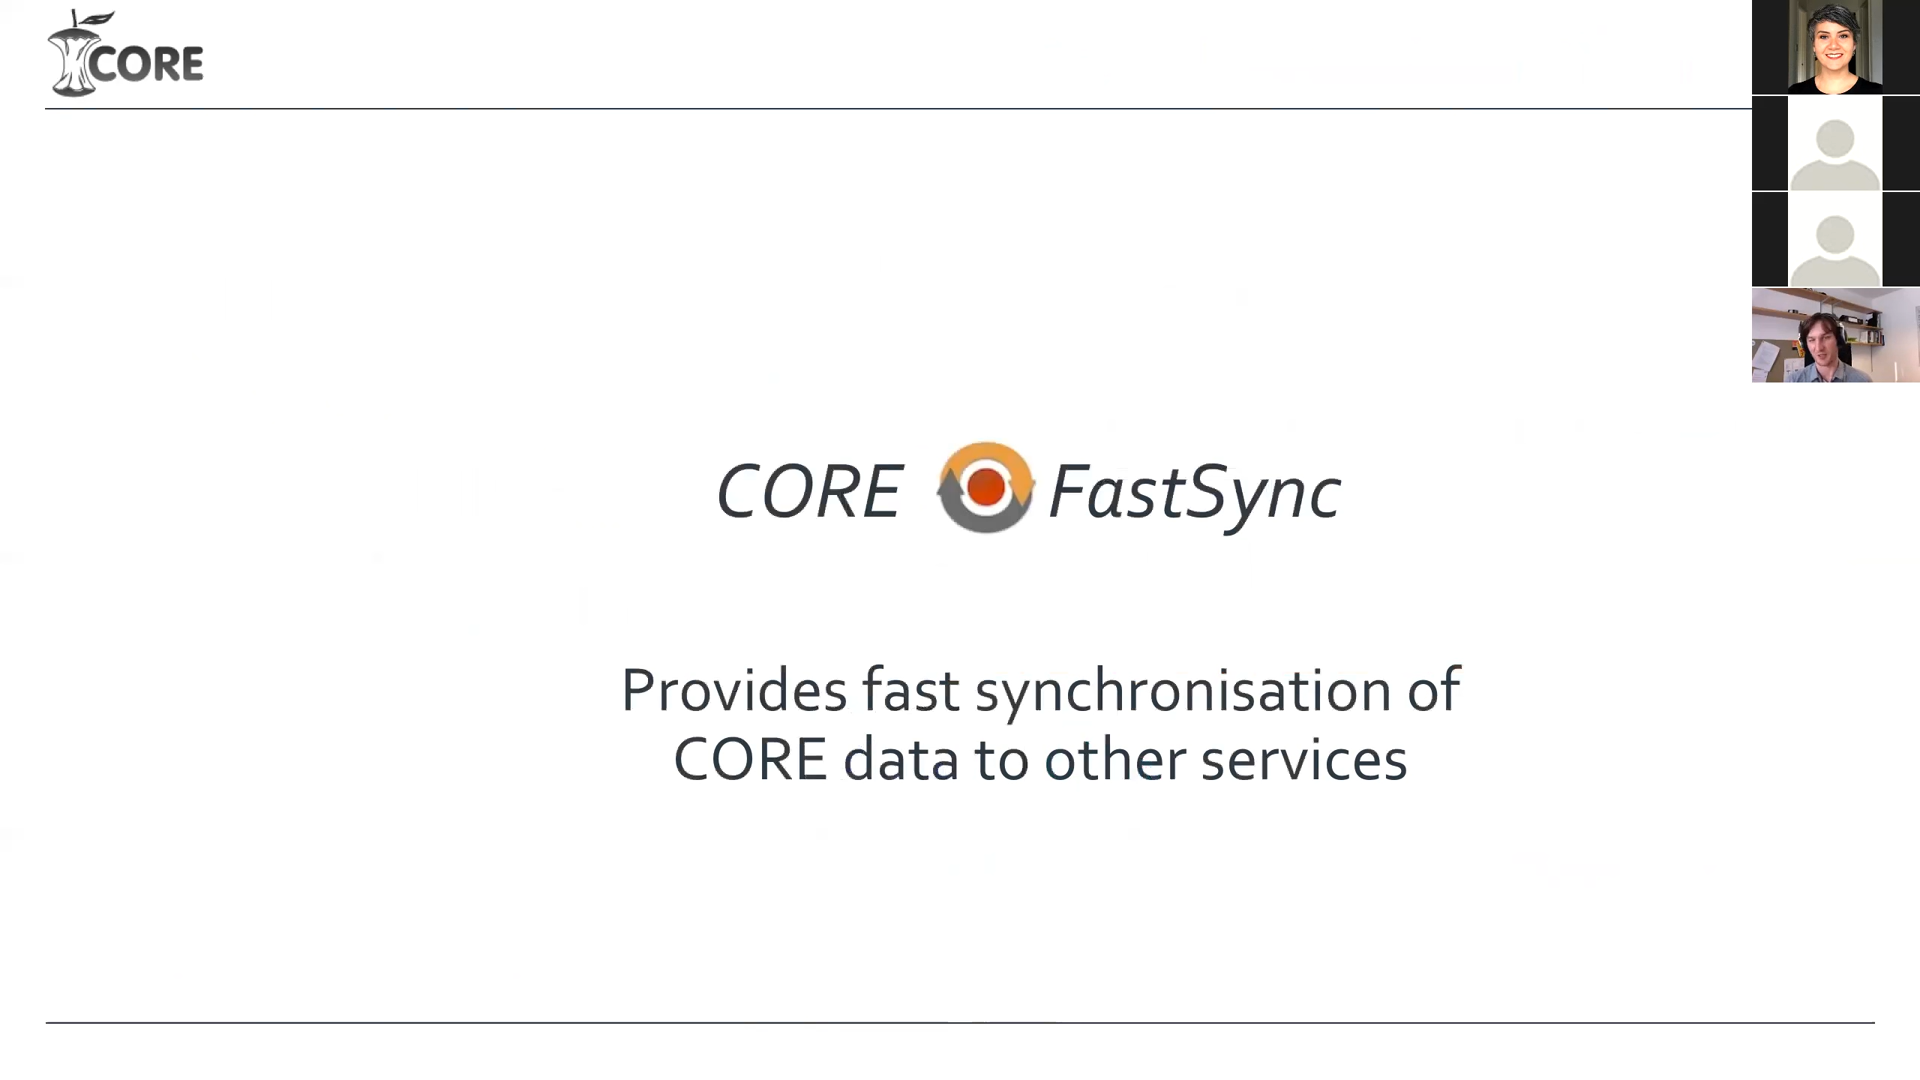 CORE
CORE FastSync
Provides fast synchronisation of
CORE data to other services